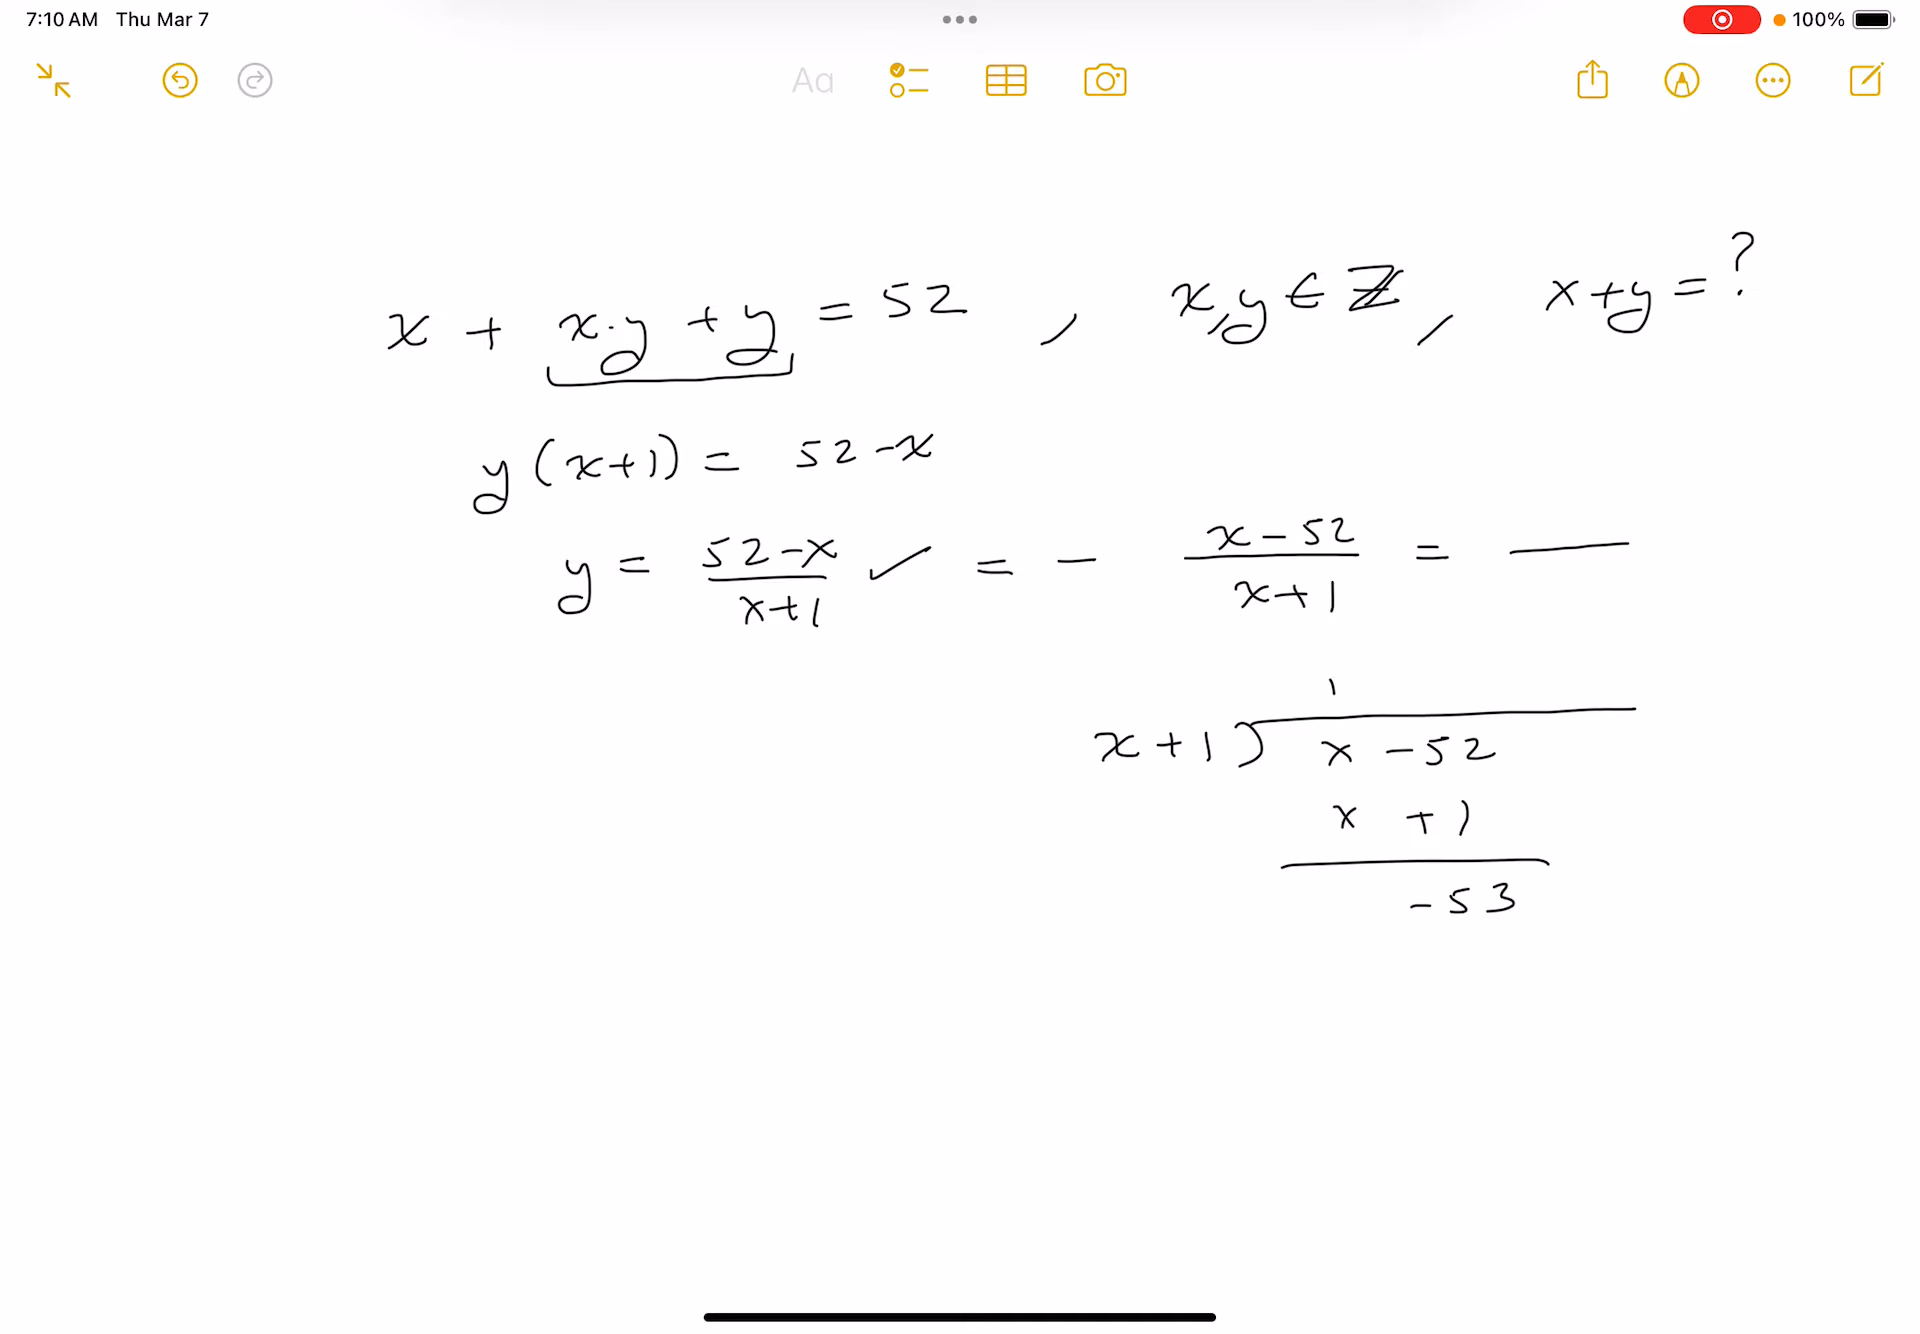 7:10 AM Thu Mar 7
100%
Aa
x + x·y + y = 52 , x,y ∈ ℤ, x+y = ?
y (x+1) = 52 -x
y = 52-x / x+1 ✓ = - x-52 / x+1 =
1
x+1 ) x -52
x +1
-53